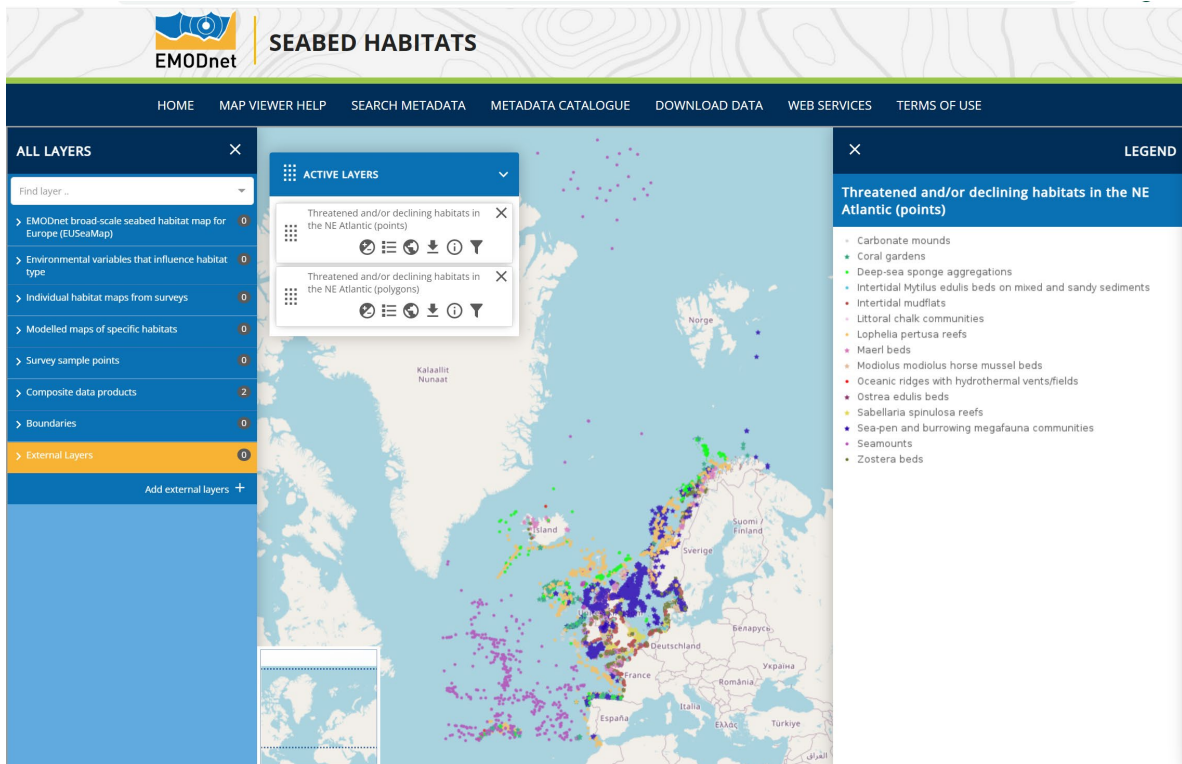 EMODnet
SEABED HABITATS
HOME MAP VIEWER HELP SEARCH METADATA METADATA CATALOGUE DOWNLOAD DATA WEB SERVICES TERMS OF USE
ALL LAYERS
Find layer ..
EMODnet broad-scale seabed habitat map for 0
Europe (EUSeaMap)
Environmental variables that influence habitat 0
type
Individual habitat maps from surveys 0
Modelled maps of specific habitats 0
Survey sample points 0
Composite data products 2
Boundaries 0
External Layers 0
Add external layers +
ACTIVE LAYERS
Threatened and/or declining habitats in
the NE Atlantic (points)
Threatened and/or declining habitats in
the NE Atlantic (polygons)
Norge
Kalaallit
Nunaat
Ísland
Suomi /
Finland
Sverige
Беларусь
Deutschland
Україна
France
România
Italia
España
Ελλάς
Türkiye
العراق
LEGEND
Threatened and/or declining habitats in the NE
Atlantic (points)
Carbonate mounds
Coral gardens
Deep-sea sponge aggregations
Intertidal Mytilus edulis beds on mixed and sandy sediments
Intertidal mudflats
Littoral chalk communities
Lophelia pertusa reefs
Maerl beds
Modiolus modiolus horse mussel beds
Oceanic ridges with hydrothermal vents/fields
Ostrea edulis beds
Sabellaria spinulosa reefs
Sea-pen and burrowing megafauna communities
Seamounts
Zostera beds